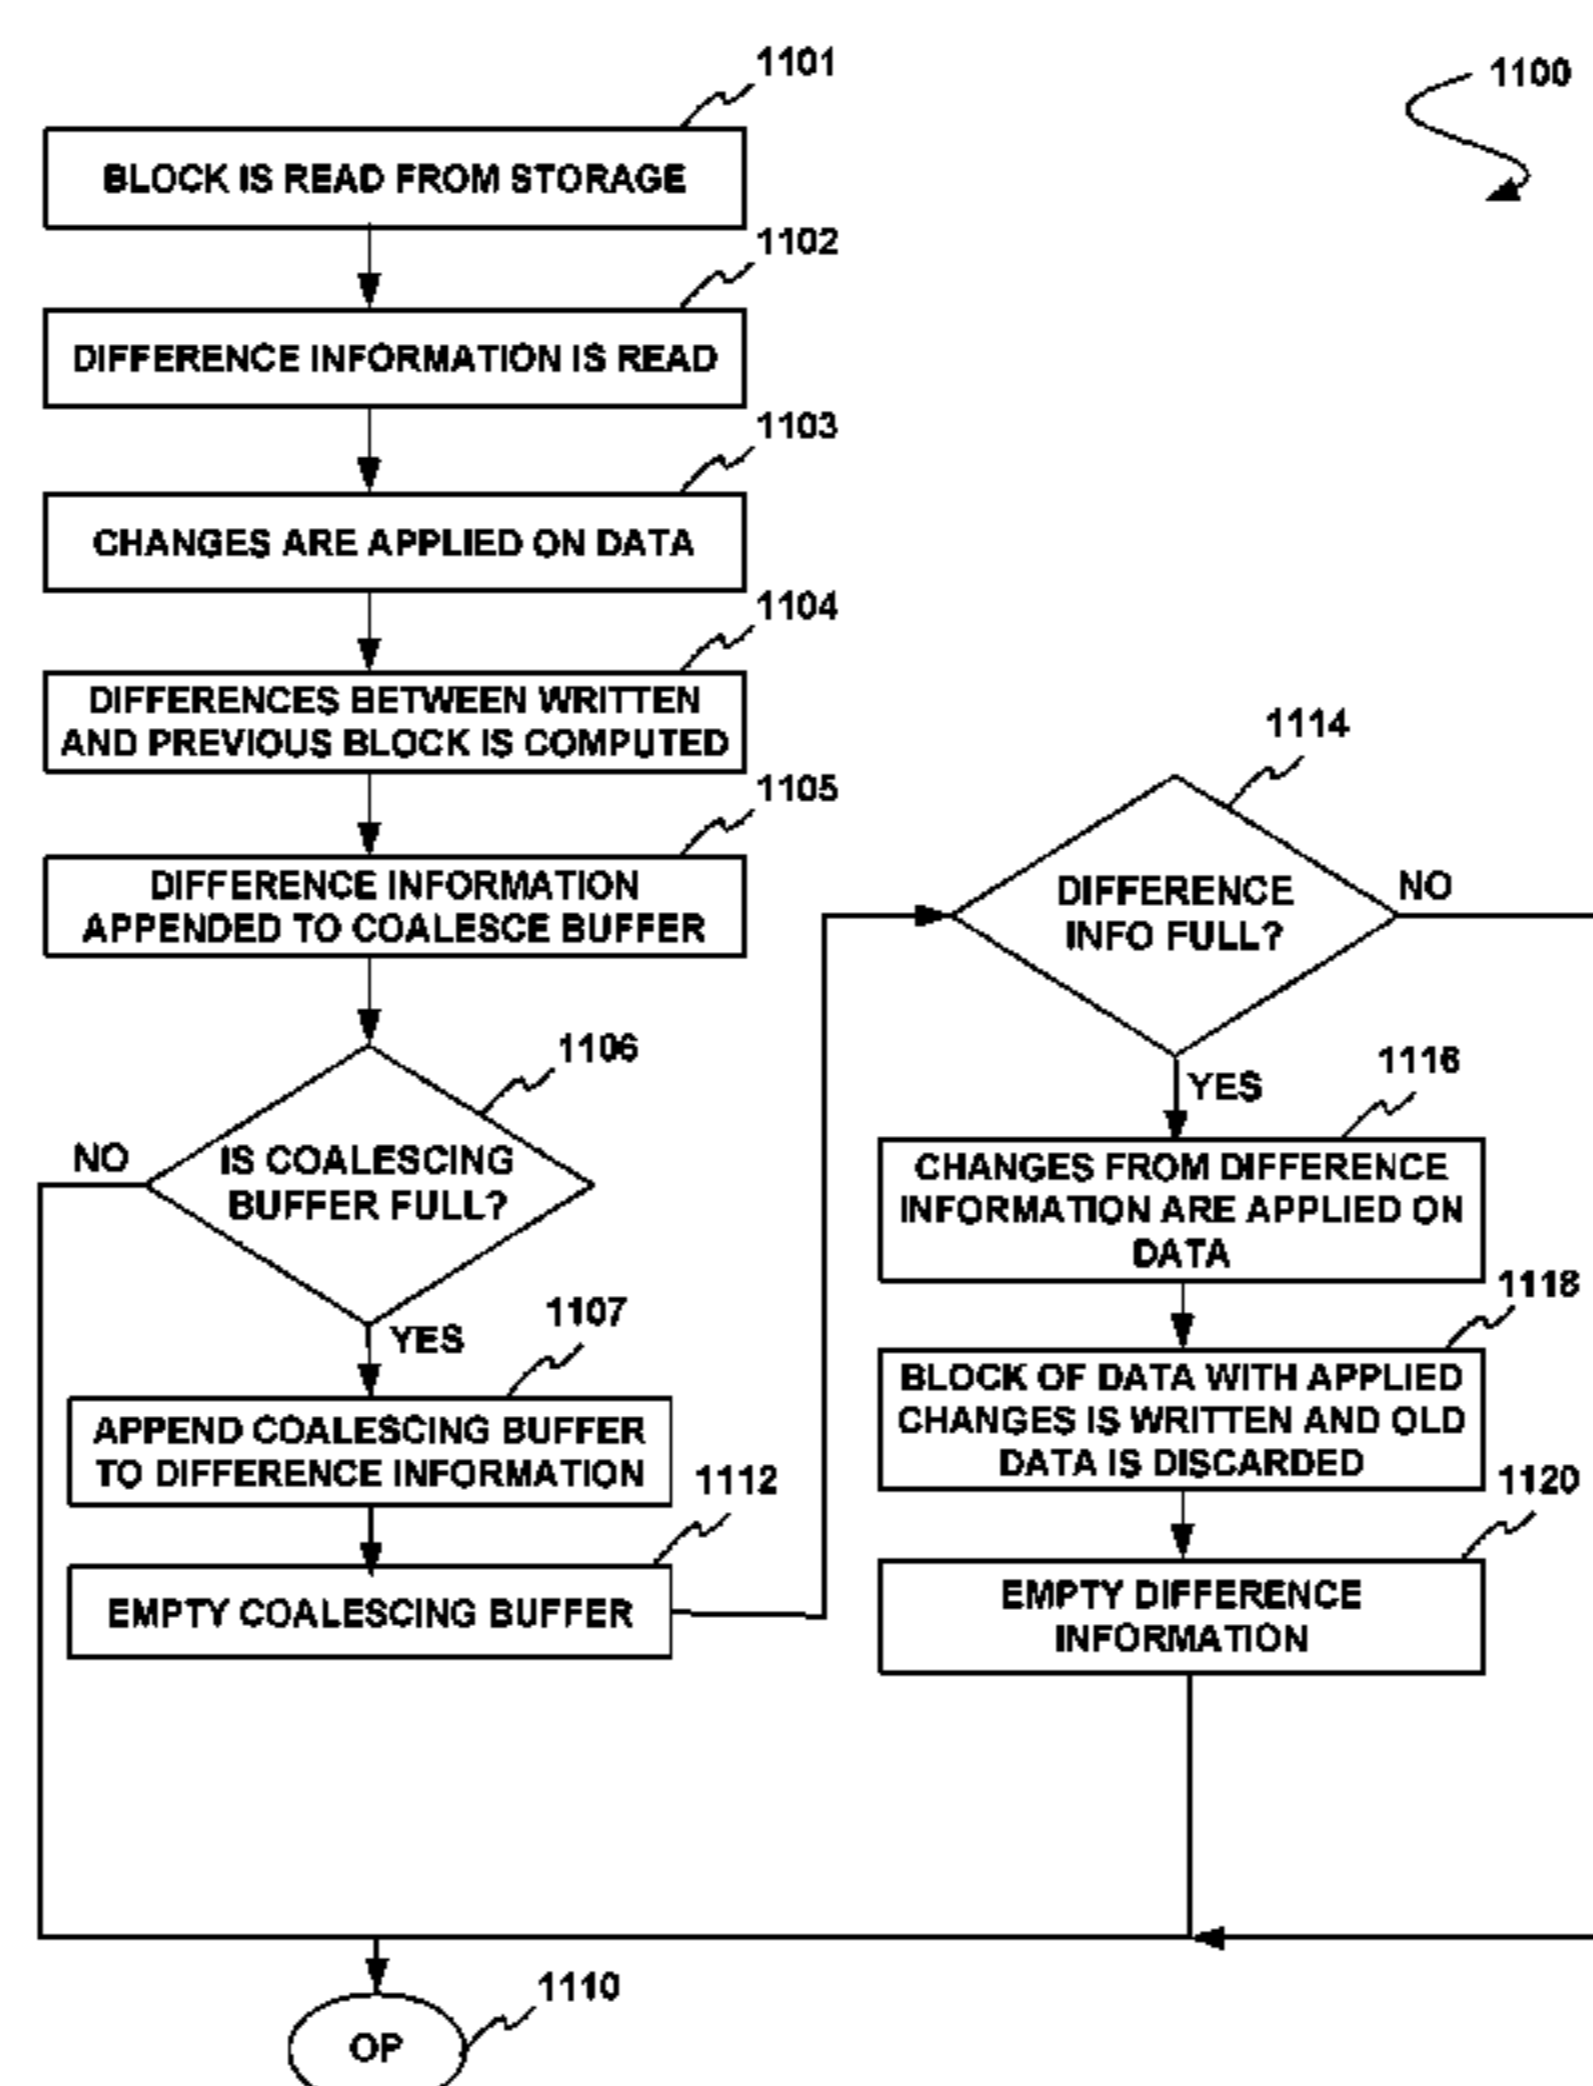 1101
1100
BLOCK IS READ FROM STORAGE
1102
DIFFERENCE INFORMATION IS READ
1103
CHANGES ARE APPLIED ON DATA
1104
DIFFERENCES BETWEEN WRITTEN
AND PREVIOUS BLOCK IS COMPUTED
1105
DIFFERENCE INFORMATION
APPENDED TO COALESCE BUFFER
1106
IS COALESCING
BUFFER FULL?
NO
YES
1107
APPEND COALESCING BUFFER
TO DIFFERENCE INFORMATION
1112
EMPTY COALESCING BUFFER
1114
DIFFERENCE
INFO FULL?
NO
YES
1116
CHANGES FROM DIFFERENCE
INFORMATION ARE APPLIED ON
DATA
1118
BLOCK OF DATA WITH APPLIED
CHANGES IS WRITTEN AND OLD
DATA IS DISCARDED
1120
EMPTY DIFFERENCE
INFORMATION
1110
OP